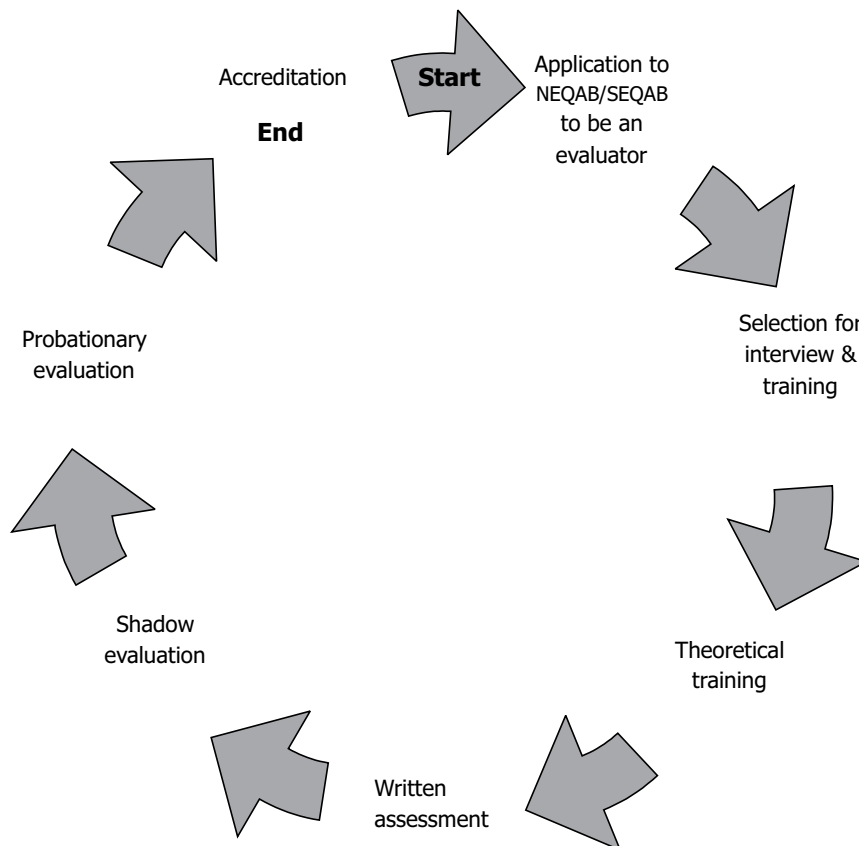 Start
Application to
NEQAB/SEQAB
to be an
evaluator
Selection for
interview &
training
Theoretical
training
Written
assessment
Shadow
evaluation
Probationary
evaluation
Accreditation
End